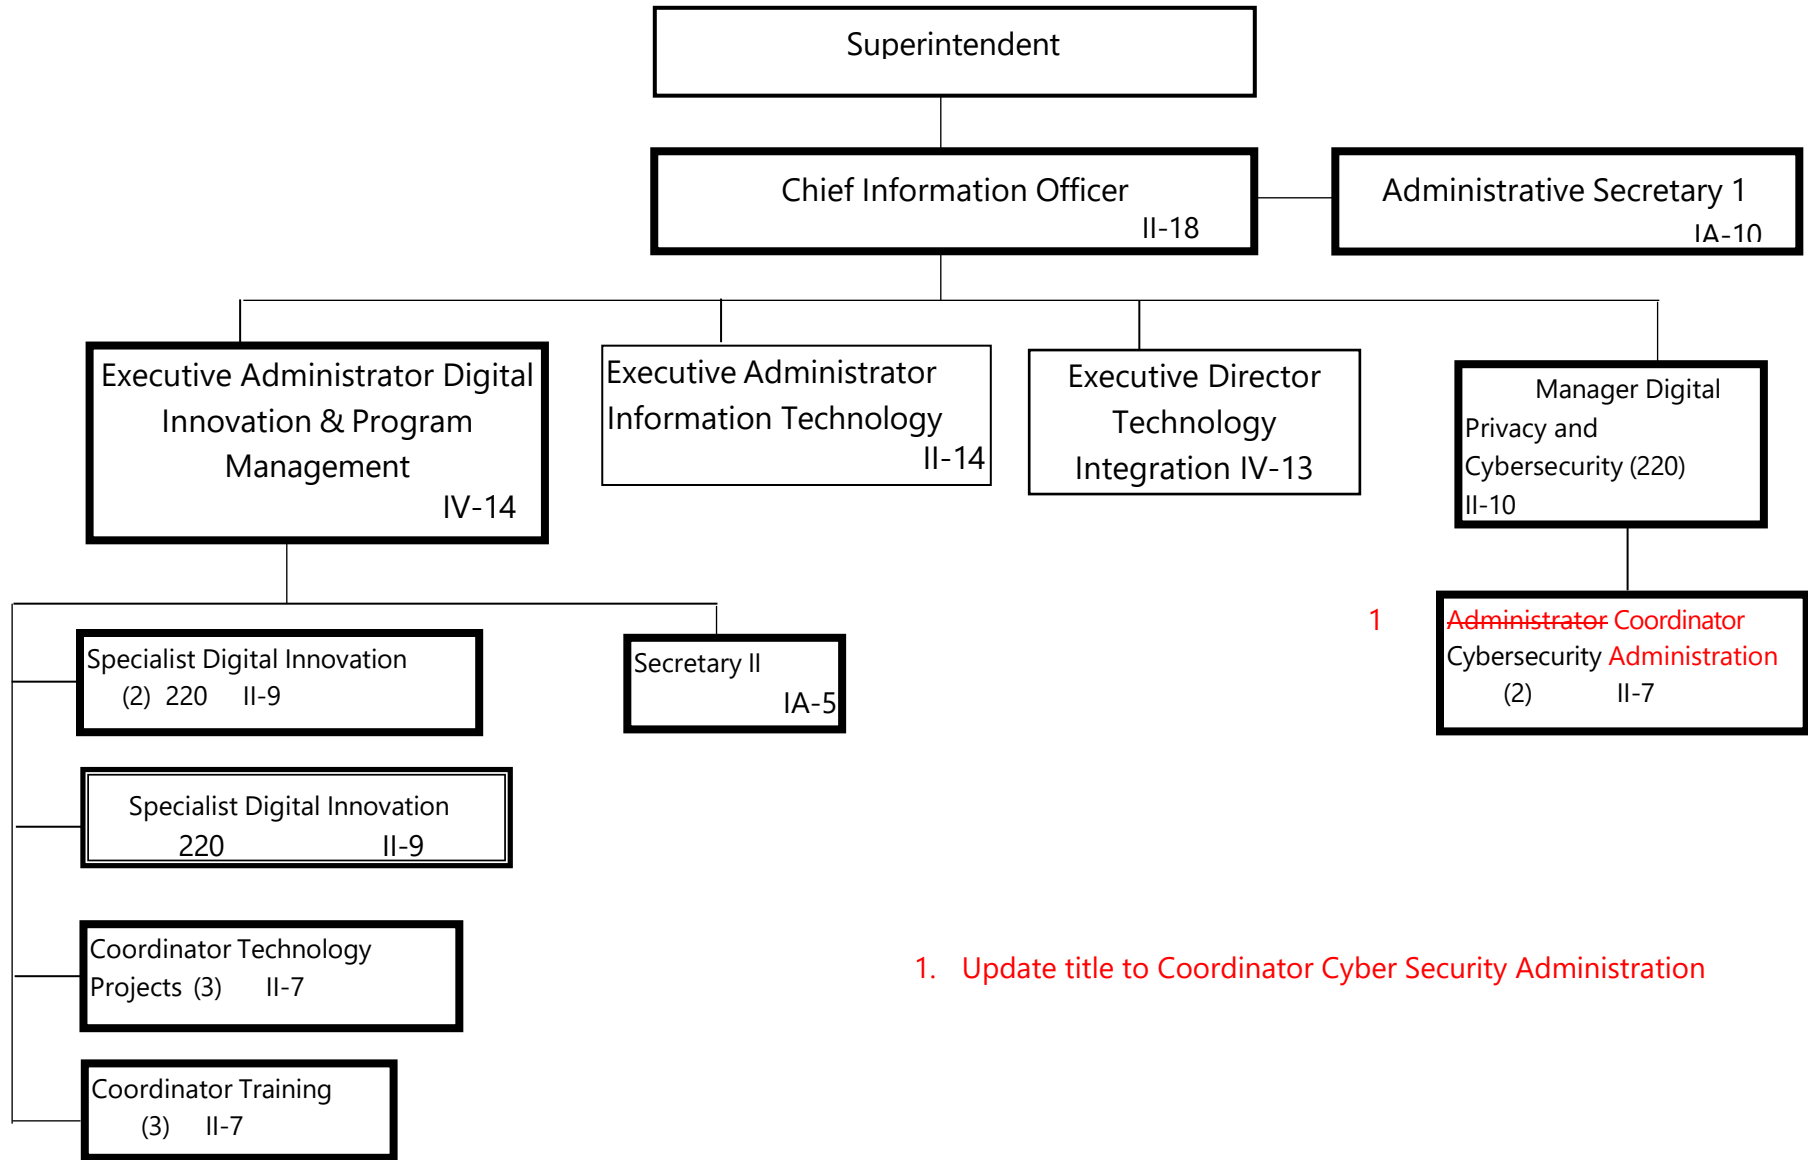 Superintendent
Chief Information Officer
II-18
Administrative Secretary 1
IA-10
Executive Administrator Digital
Innovation & Program
Management
IV-14
Executive Administrator
Information Technology
II-14
Executive Director
Technology
Integration IV-13
Manager Digital
Privacy and
Cybersecurity (220)
II-10
Specialist Digital Innovation
(2) 220 II-9
Secretary II
IA-5
1
Administrator Coordinator
Cybersecurity Administration
(2) II-7
Specialist Digital Innovation
220 II-9
Coordinator Technology
Projects (3) II-7
1. Update title to Coordinator Cyber Security Administration
Coordinator Training
(3) II-7